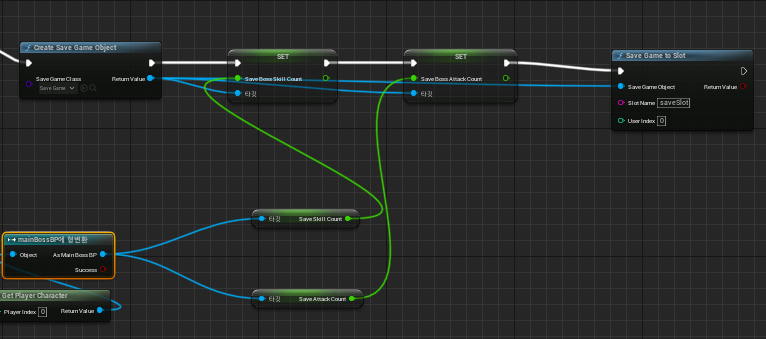 Create Save Game Object
Save Game Class
Save Game
Return Value
SET
Save Boss Skill Count
타깃
SET
Save Boss Attack Count
타깃
Save Game to Slot
Save Game Object
Return Value
Slot Name
saveSlot
User Index
0
타깃
Save Skill Count
mainBossBP에 형변환
Object
As Main Boss BP
Success
Get Player Character
Player Index
0
Return Value
타깃
Save Attack Count